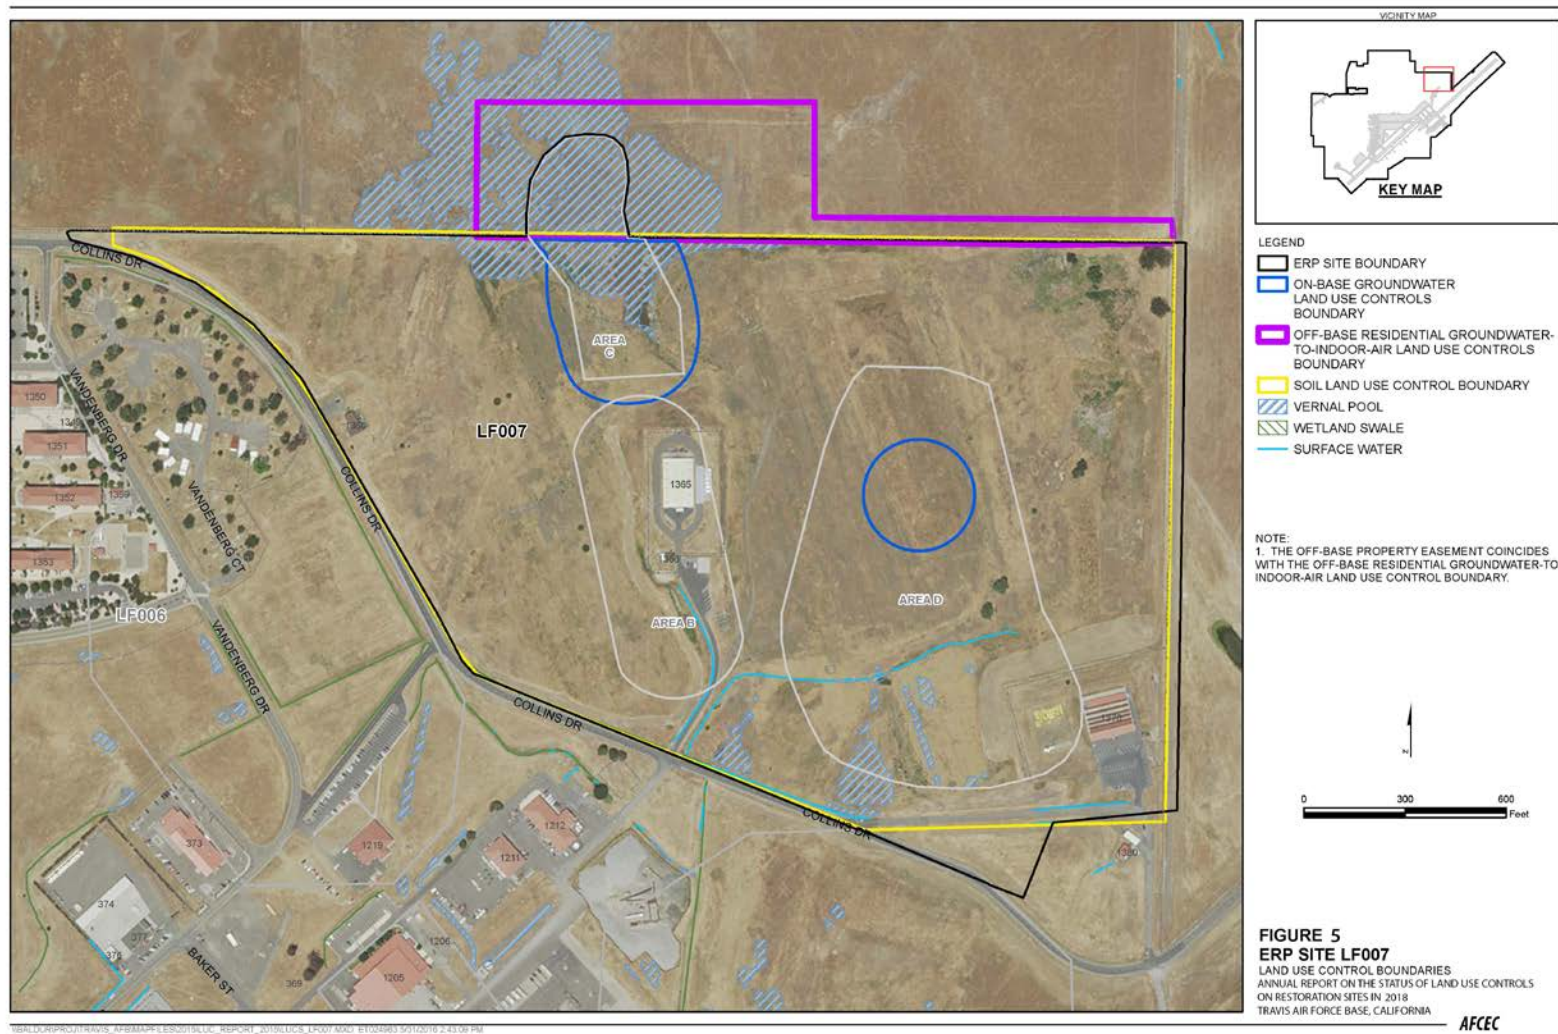 VICINITY MAP
KEY MAP
LEGEND
ERP SITE BOUNDARY
ON-BASE GROUNDWATER
LAND USE CONTROLS
BOUNDARY
OFF-BASE RESIDENTIAL GROUNDWATER-
TO-INDOOR-AIR LAND USE CONTROLS
BOUNDARY
SOIL LAND USE CONTROL BOUNDARY
VERNAL POOL
WETLAND SWALE
SURFACE WATER
NOTE:
1. THE OFF-BASE PROPERTY EASEMENT COINCIDES
WITH THE OFF-BASE RESIDENTIAL GROUNDWATER-TO
INDOOR-AIR LAND USE CONTROL BOUNDARY.
N
0 300 600
Feet
FIGURE 5
ERP SITE LF007
LAND USE CONTROL BOUNDARIES
ANNUAL REPORT ON THE STATUS OF LAND USE CONTROLS
ON RESTORATION SITES IN 2018
TRAVIS AIR FORCE BASE, CALIFORNIA
AFCEC
COLLINS DR
AREA
C
LF007
1350
1351
1352
1353
VANDENBERG DR
VANDENBERG CT
COLLINS DR
1365
AREA B
AREA D
LF006
VANDENBERG DR
COLLINS DR
COLLINS DR
1380
373
1219
1212
1211
374
377
376
BAKER ST
369
1206
1205